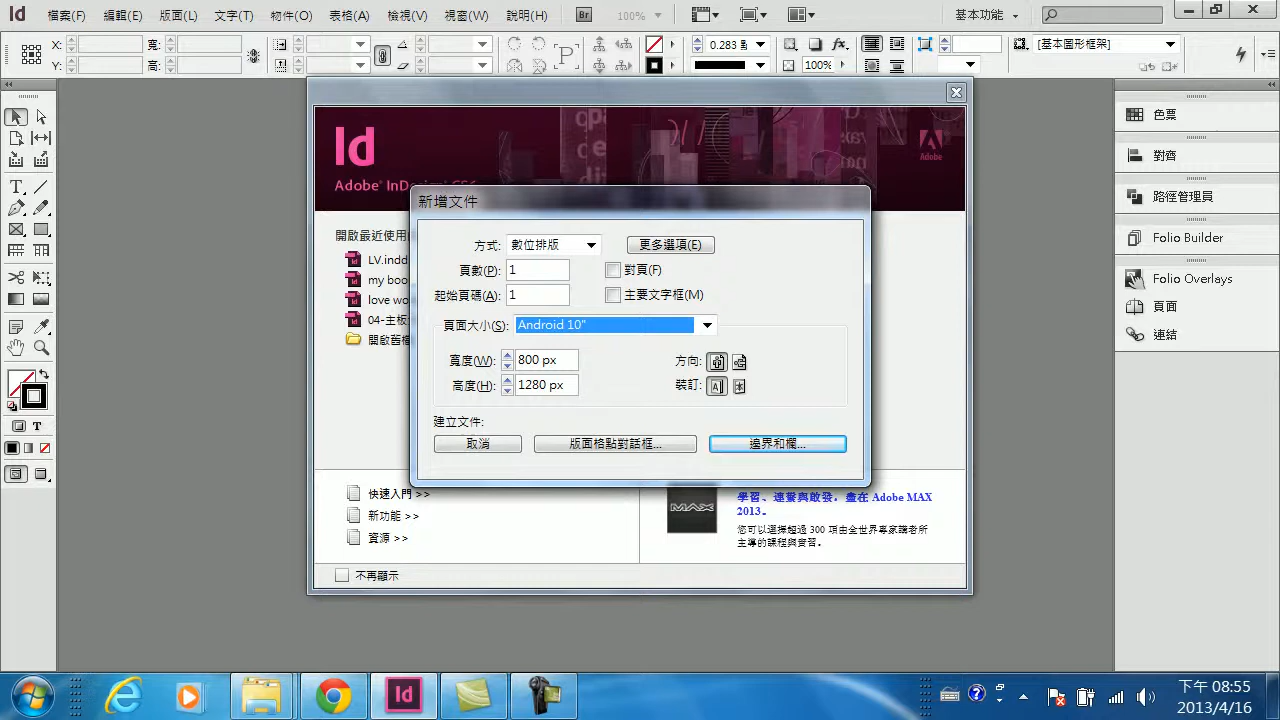 Id 檔案(F) 編輯(E) 版面(L) 文字(T) 物件(O) 表格(A) 檢視(V) 視窗(W) 說明(H) Br 100% 基本功能
X: 寬: 0.283 點 [基本圖形框架]
Y: 高: 100%
Id
Adobe
Adobe® InDesign® CS6
新增文件
開啟最近使用
方式: 數位排版 更多選項(E)
LV.indd
頁數(P): 1 對頁(F)
my boo
起始頁碼(A): 1 主要文字框(M)
love wo
04-主板
頁面大小(S): Android 10"
開啟舊檔
寬度(W): 800 px 方向:
高度(H): 1280 px 裝訂:
建立文件:
取消 版面格點對話框... 邊界和欄...
快速入門 >>
新功能 >>
資源 >>
MAX
學習、連繫與啟發。盡在 Adobe MAX
2013。
您可以選擇超過 300 項由全世界專家講者所
主導的課程與實習。
不再顯示
色票
對齊
路徑管理員
Folio Builder
Folio Overlays
頁面
連結
Id
下午 08:55
2013/4/16